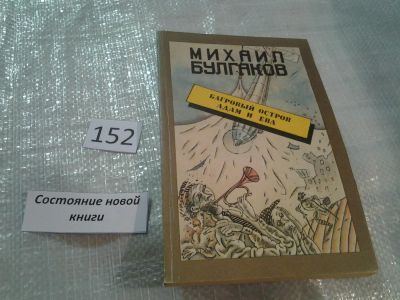 МИХАИЛ
БУЛГАКОВ
БАГРОВЫЙ ОСТРОВ
АДАМ И ЕВА
152
Состояние новой
книги